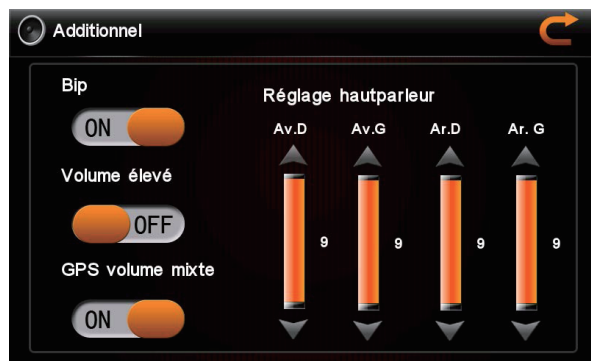 Additionnel
Bip
ON
Volume élevé
OFF
GPS volume mixte
ON
Réglage hautparleur
Av.D Av.G Ar.D Ar. G
9 9 9 9